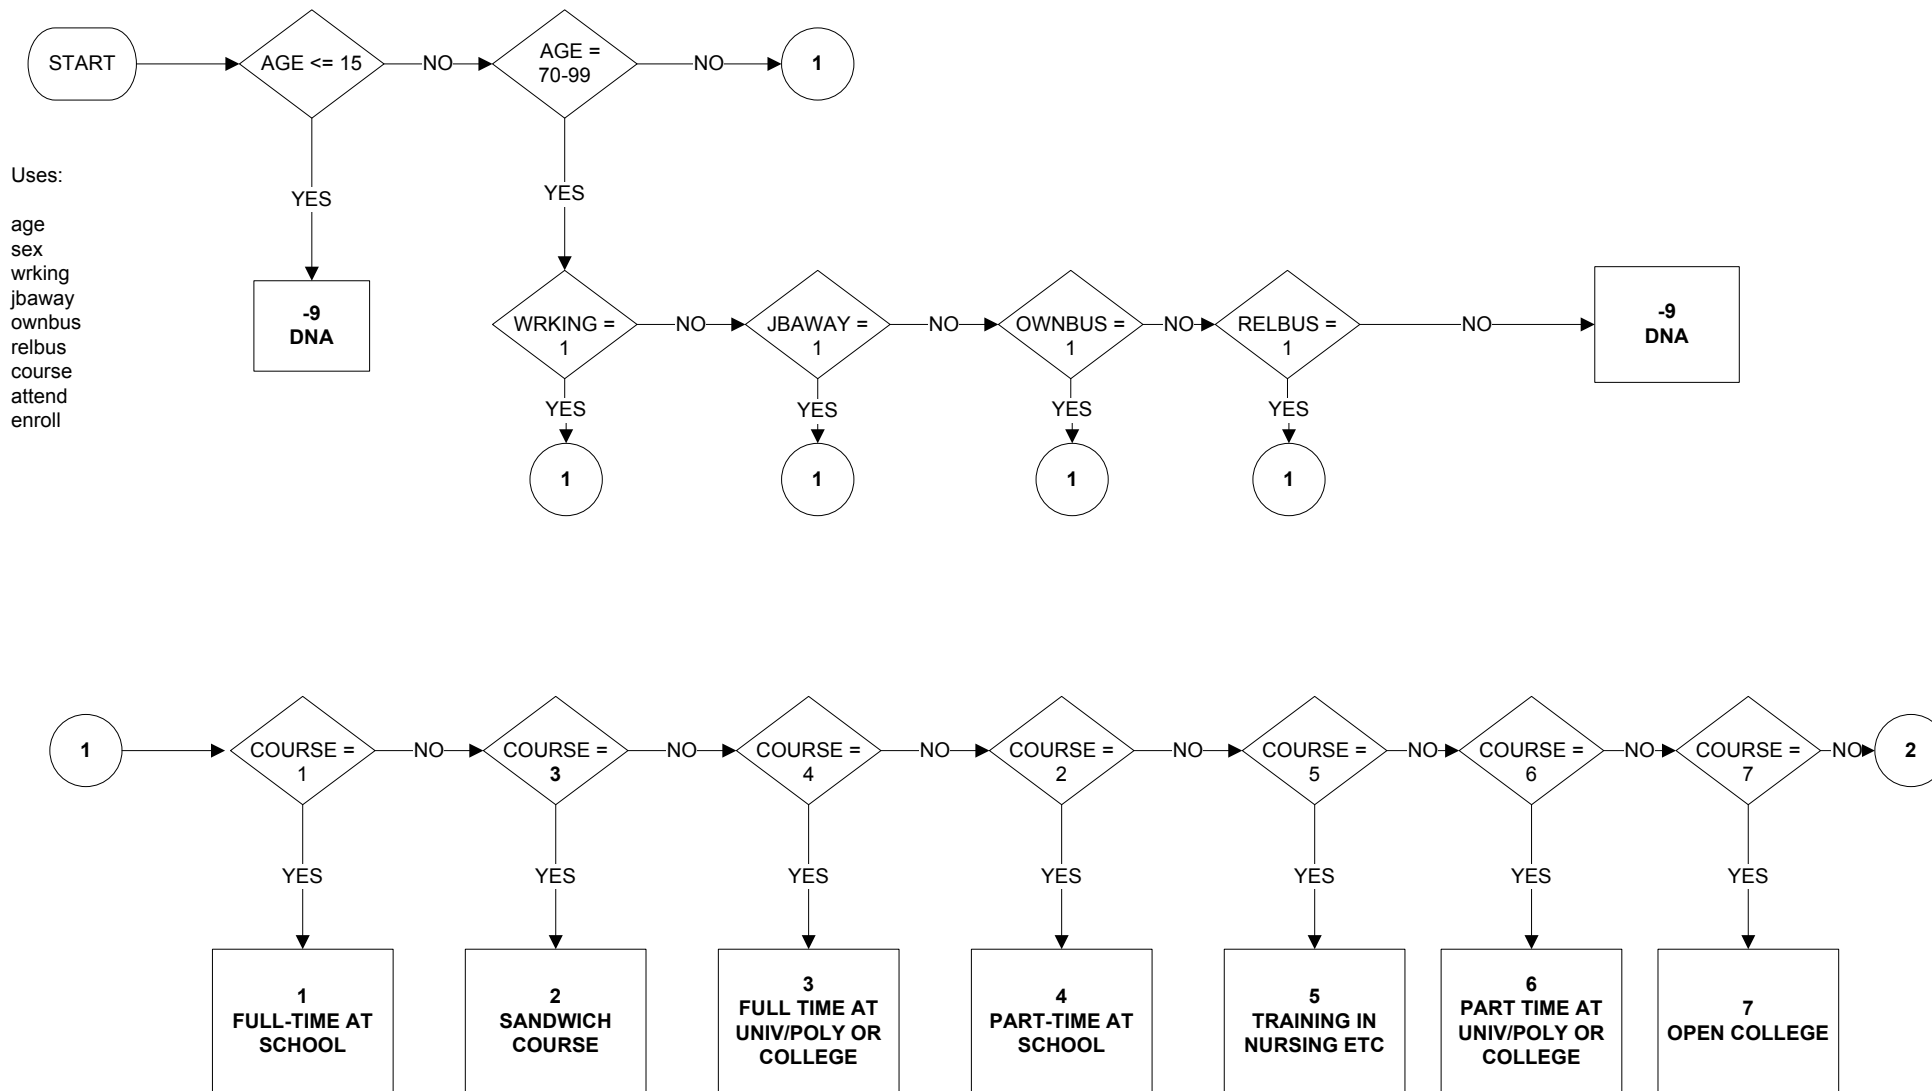 START
AGE <= 15
NO
AGE =
70-99
NO
1
Uses:
YES
YES
age
sex
wrking
jbaway
ownbus
relbus
course
attend
enroll
-9
DNA
WRKING =
1
NO
JBAWAY =
1
NO
OWNBUS =
1
NO
RELBUS =
1
NO
-9
DNA
YES
YES
YES
YES
1
1
1
1
1
COURSE =
1
NO
COURSE =
3
NO
COURSE =
4
NO
COURSE =
2
NO
COURSE =
5
NO
COURSE =
6
NO
COURSE =
7
NO
2
YES
YES
YES
YES
YES
YES
YES
1
FULL-TIME AT
SCHOOL
2
SANDWICH
COURSE
3
FULL TIME AT
UNIV/POLY OR
COLLEGE
4
PART-TIME AT
SCHOOL
5
TRAINING IN
NURSING ETC
6
PART TIME AT
UNIV/POLY OR
COLLEGE
7
OPEN COLLEGE